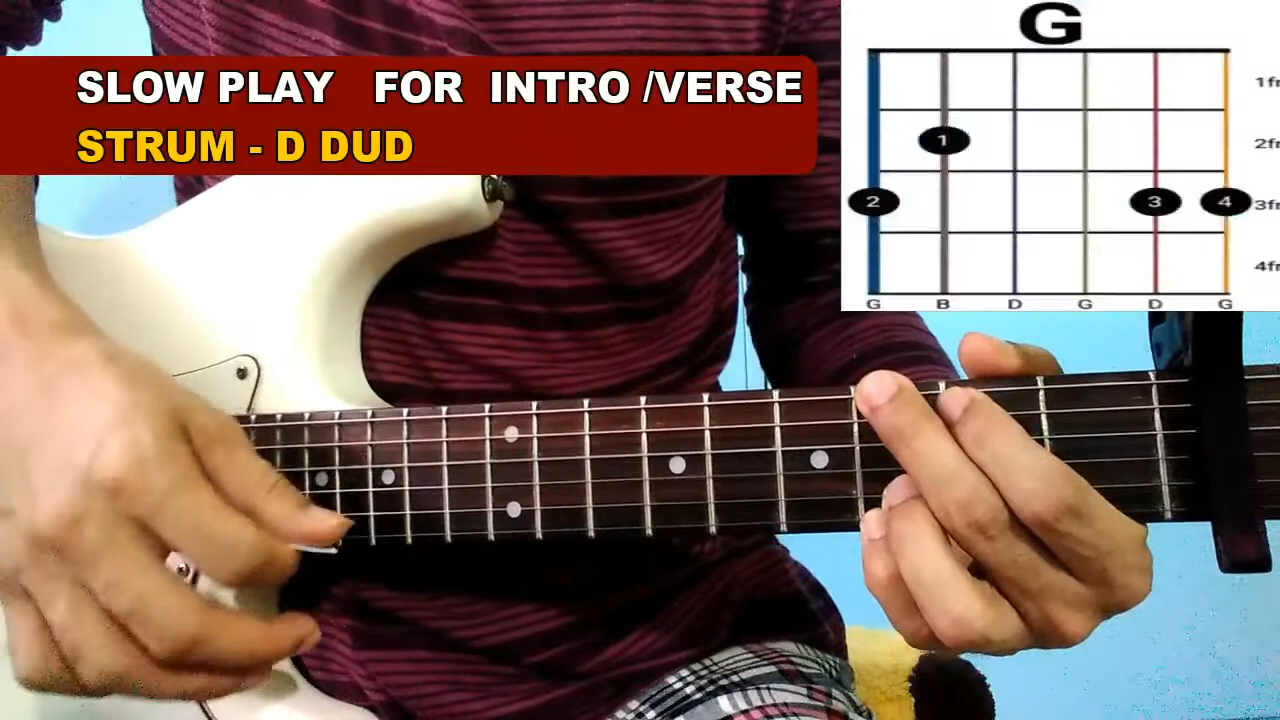 SLOW PLAY FOR INTRO /VERSE
STRUM - D DUD
G
1fr
1
2fr
2 3 4
3fr
4fr
G B D G D G